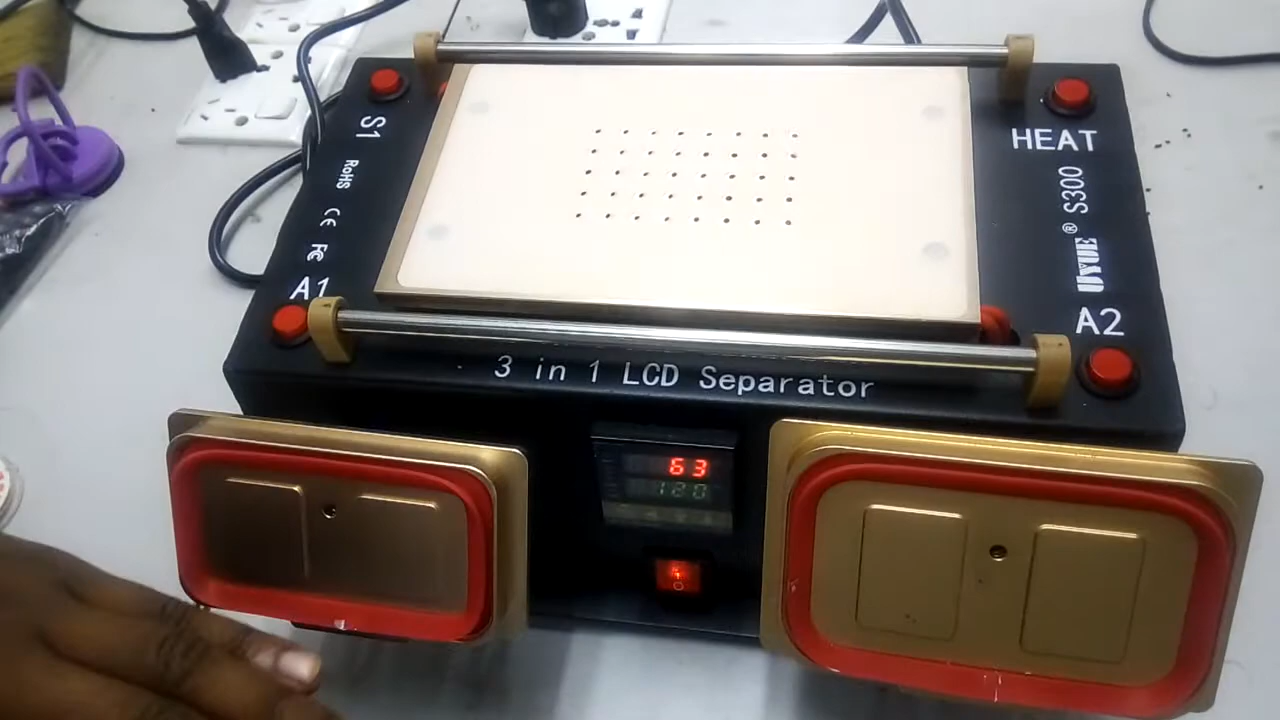 S1
HEAT
RoHS
CE
FC
UYUE® S300
A1
A2
3 in 1 LCD Separator
63
120